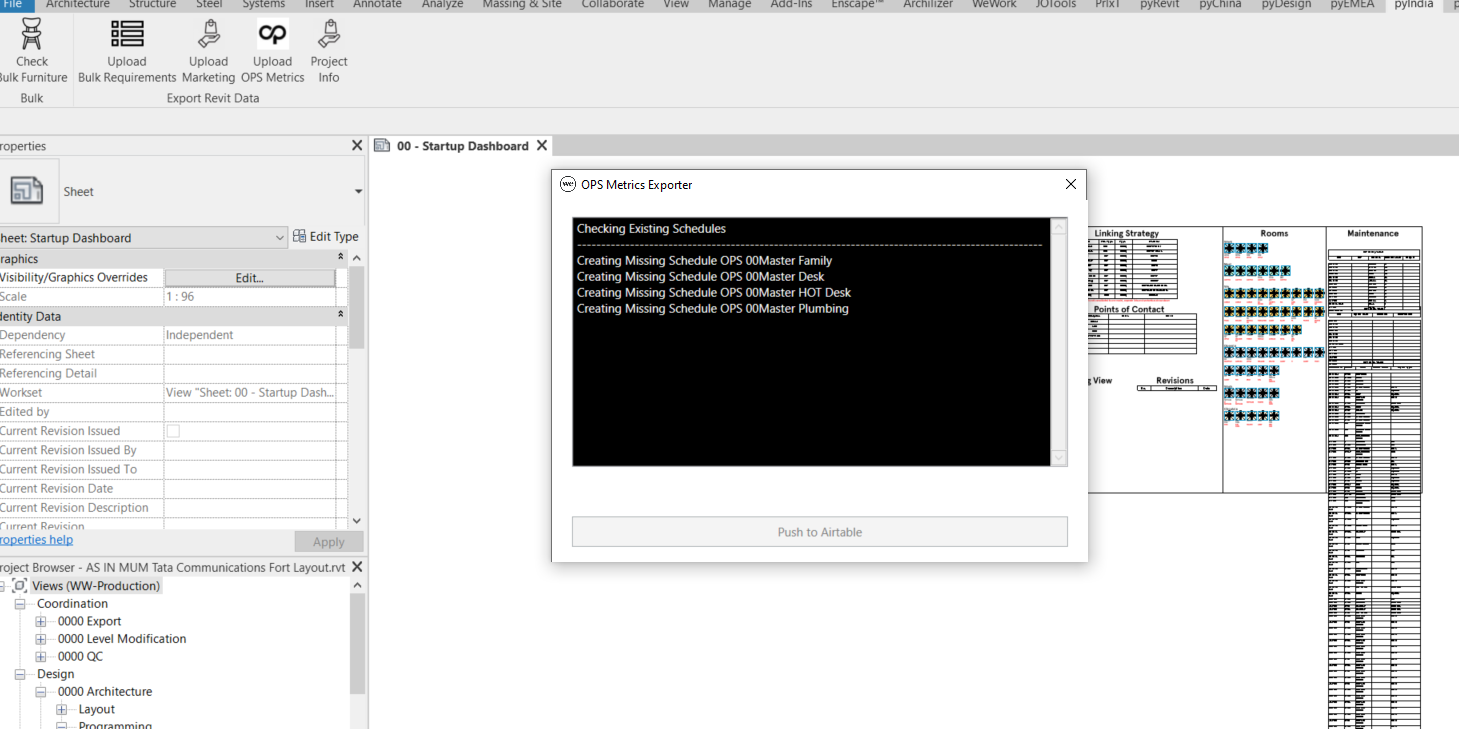 File Architecture Structure Steel Systems Insert Annotate Analyze Massing & Site Collaborate View Manage Add-Ins Enscape™ Archilizer WeWork JOTools PrixT pyRevit pyChina pyDesign pyEMEA pyIndia
Check
Bulk Furniture
Upload
Bulk Requirements
Upload
Marketing
Upload
OPS Metrics
Project
Info
Bulk
Export Revit Data
roperties
00 - Startup Dashboard
Sheet
heet: Startup Dashboard
Edit Type
raphics
Visibility/Graphics Overrides Edit...
Scale 1 : 96
dentity Data
Dependency Independent
Referencing Sheet
Referencing Detail
Workset View "Sheet: 00 - Startup Dash...
Edited by
Current Revision Issued
Current Revision Issued By
Current Revision Issued To
Current Revision Date
Current Revision Description
Current Revision
roperties help
Apply
roject Browser - AS IN MUM Tata Communications Fort Layout.rvt
Views (WW-Production)
Coordination
0000 Export
0000 Level Modification
0000 QC
Design
0000 Architecture
Layout
Programming
we OPS Metrics Exporter
Checking Existing Schedules
Creating Missing Schedule OPS 00Master Family
Creating Missing Schedule OPS 00Master Desk
Creating Missing Schedule OPS 00Master HOT Desk
Creating Missing Schedule OPS 00Master Plumbing
Push to Airtable
Linking Strategy
Points of Contact
g View
Revisions
Rooms
Maintenance